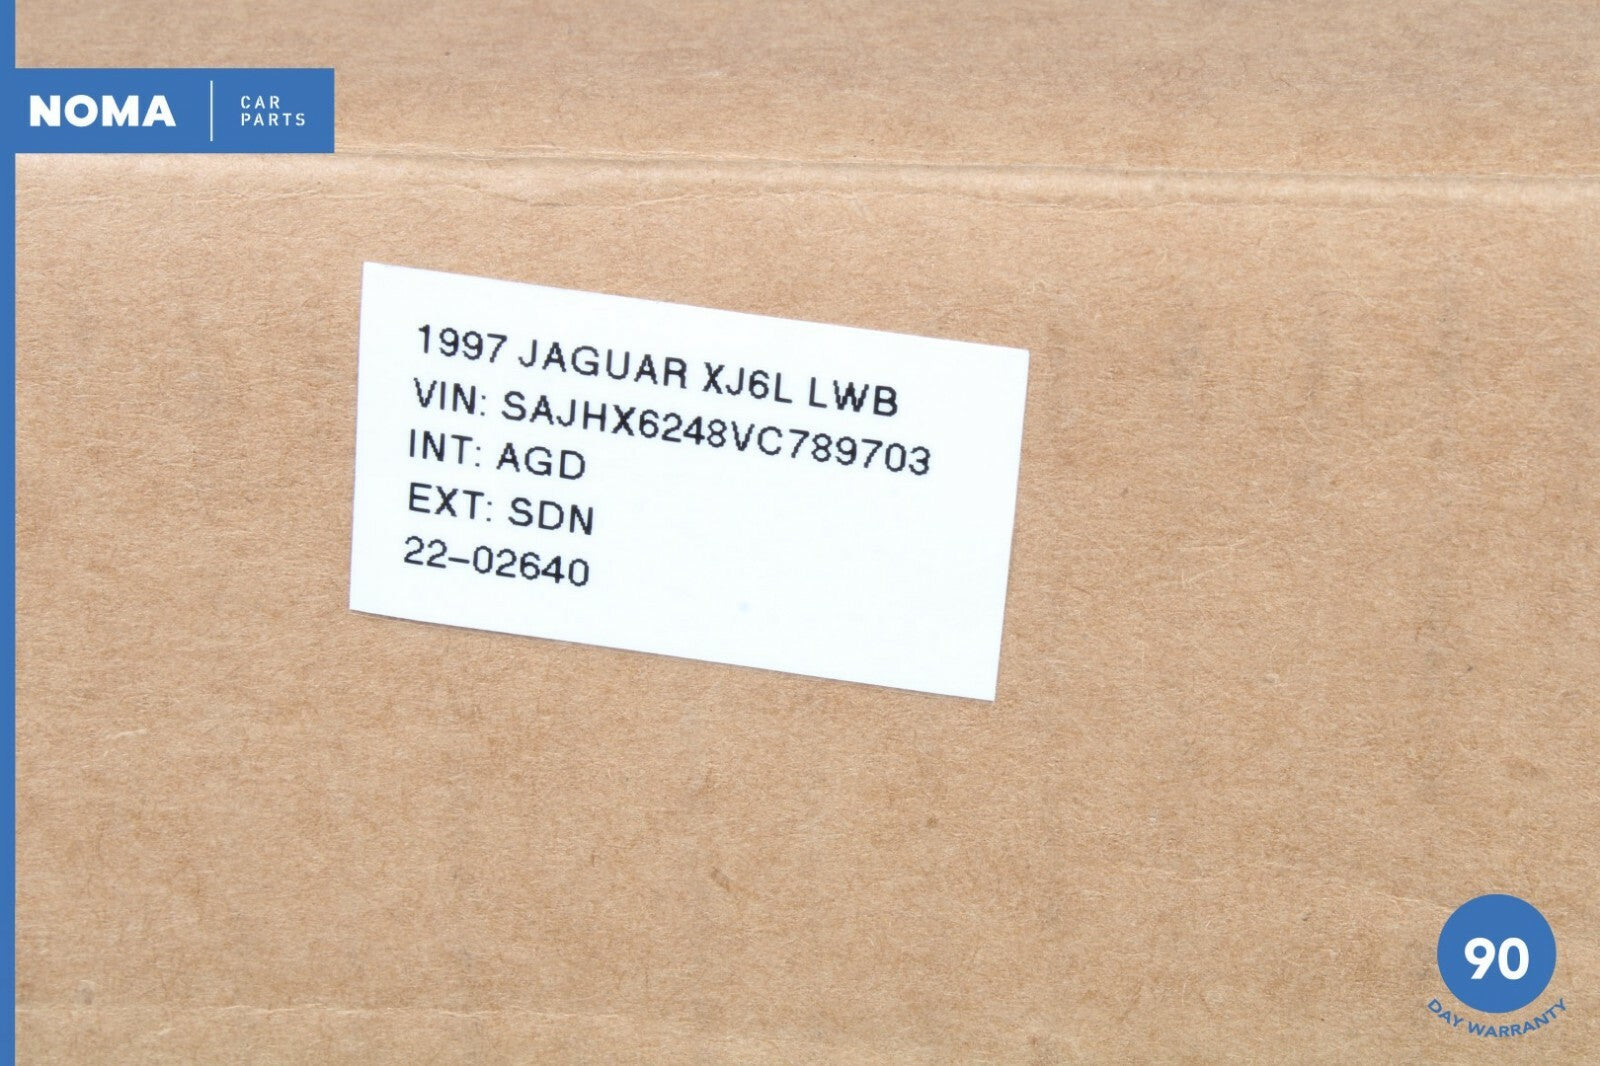 NOMA
CAR
PARTS
1997 JAGUAR XJ6L LWB
VIN: SAJHX6248VC789703
INT: AGD
EXT: SDN
22-02640
90
DAY WARRANTY